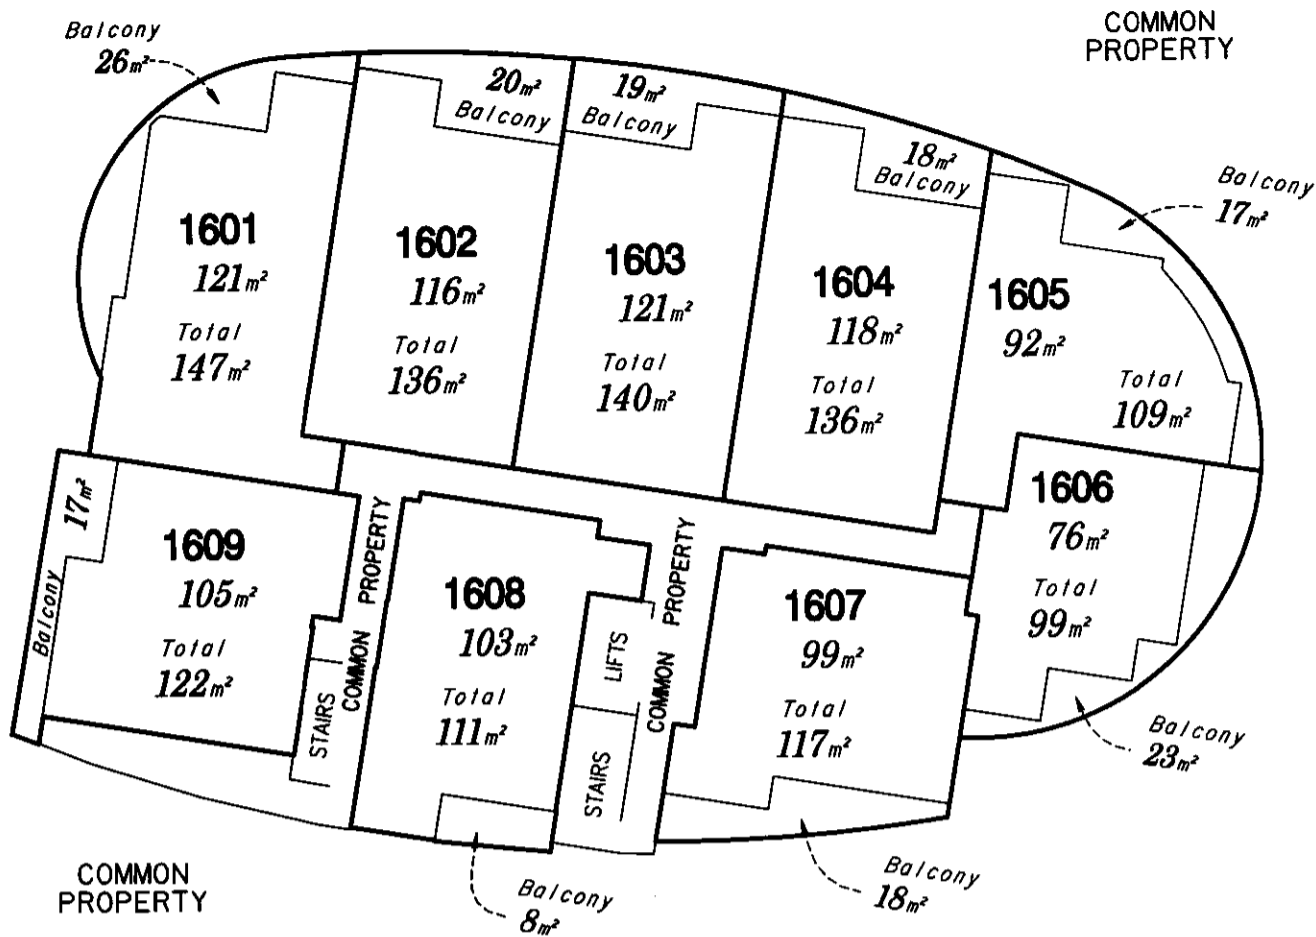 COMMON
PROPERTY
Balcony
26m²
20m²
Balcony
19m²
Balcony
18m²
Balcony
Balcony
17m²
1601
121m²
Total
147m²
1602
116m²
Total
136m²
1603
121m²
Total
140m²
1604
118m²
Total
136m²
1605
92m²
Total
109m²
1606
76m²
Total
99m²
Balcony
23m²
17m²
Balcony
1609
105m²
Total
122m²
STAIRS
COMMON PROPERTY
1608
103m²
Total
111m²
Balcony
8m²
LIFTS
STAIRS
COMMON PROPERTY
1607
99m²
Total
117m²
Balcony
18m²
COMMON
PROPERTY